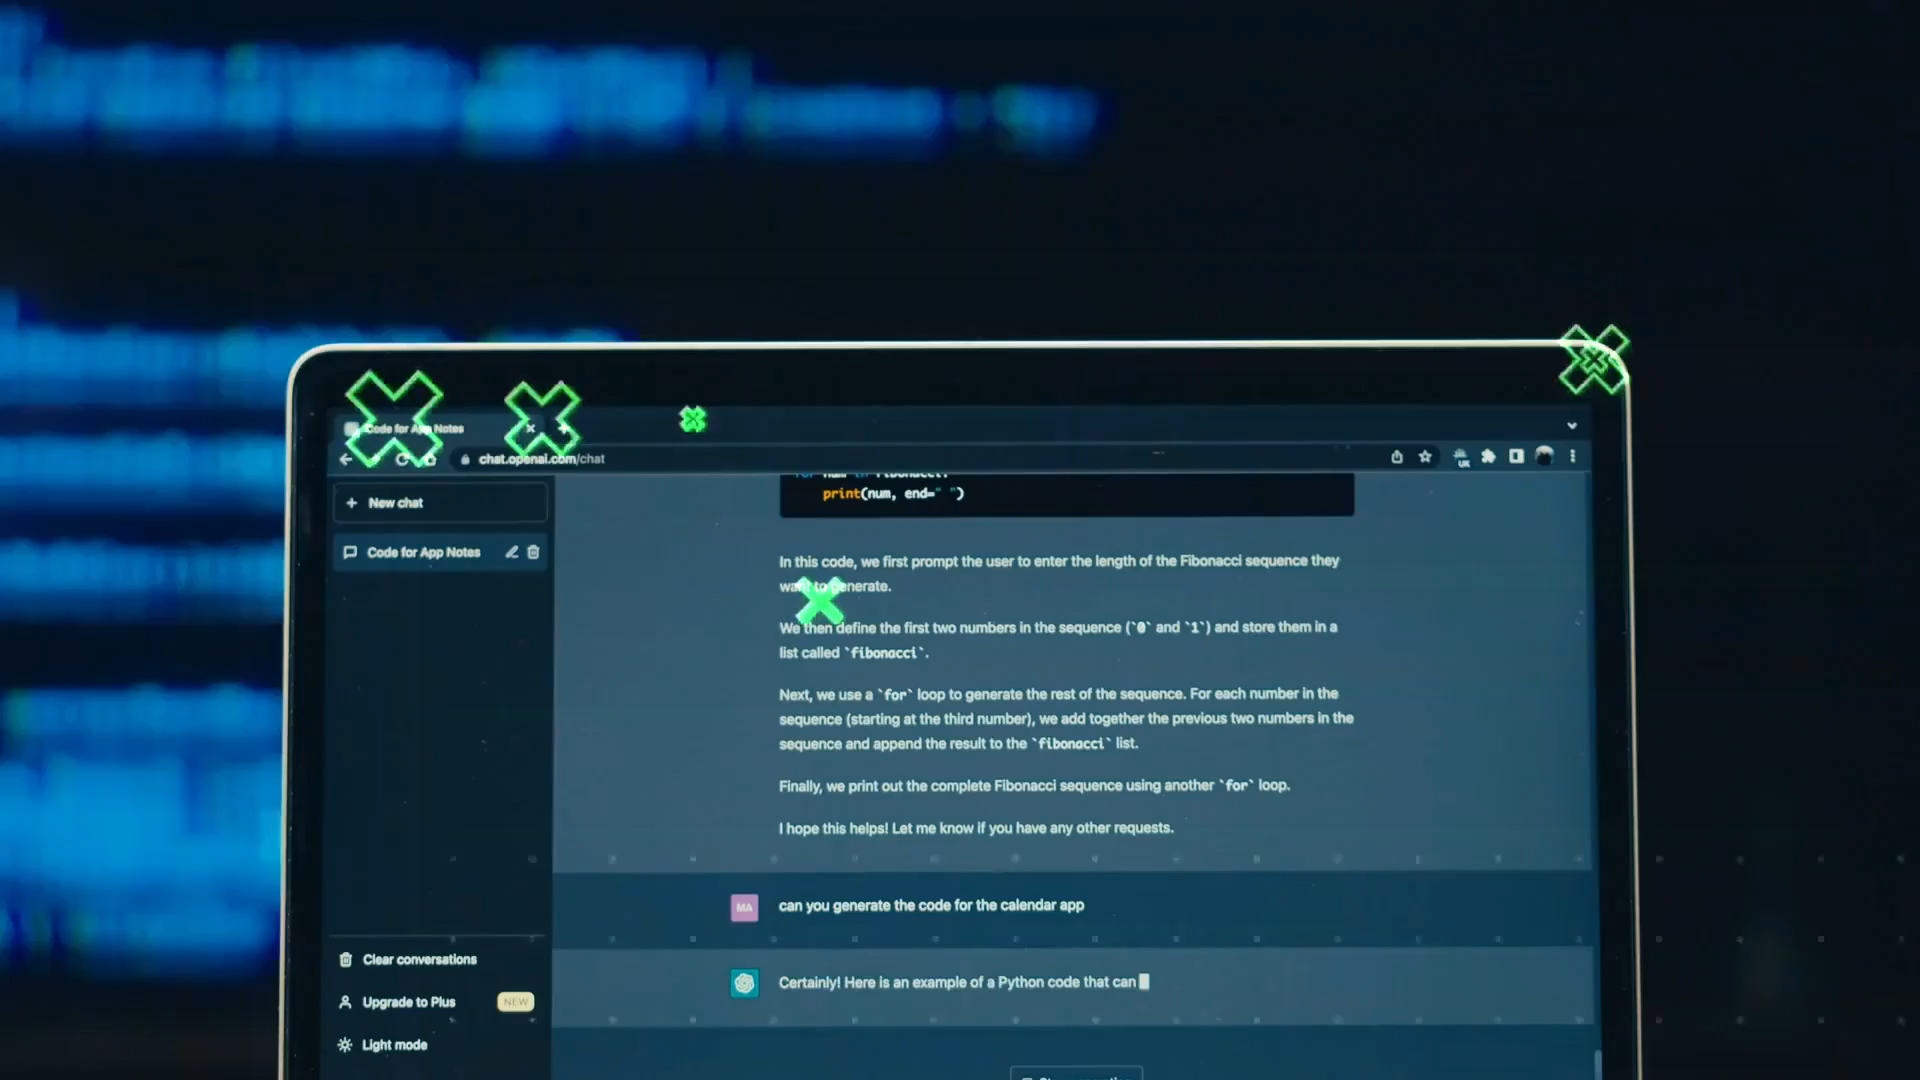 Code for App Notes
chat.openai.com/chat
UK
New chat
Code for App Notes
print(num, end=" ")
In this code, we first prompt the user to enter the length of the Fibonacci sequence they
want to generate.
We then define the first two numbers in the sequence (`0` and `1`) and store them in a
list called `fibonacci`.
Next, we use a `for` loop to generate the rest of the sequence. For each number in the
sequence (starting at the third number), we add together the previous two numbers in the
sequence and append the result to the `fibonacci` list.
Finally, we print out the complete Fibonacci sequence using another `for` loop.
I hope this helps! Let me know if you have any other requests.
MA
can you generate the code for the calendar app
Certainly! Here is an example of a Python code that can
Clear conversations
Upgrade to Plus
NEW
Light mode